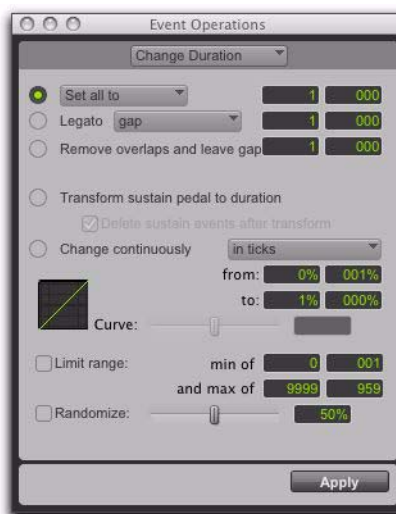 Event Operations
Change Duration
Set all to 1 000
Legato gap 1 000
Remove overlaps and leave gap 1 000
Transform sustain pedal to duration
Delete sustain events after transform
Change continuously in ticks
from: 0% 001%
to: 1% 000%
Curve:
Limit range: min of 0 001
and max of 9999 959
Randomize: 50%
Apply